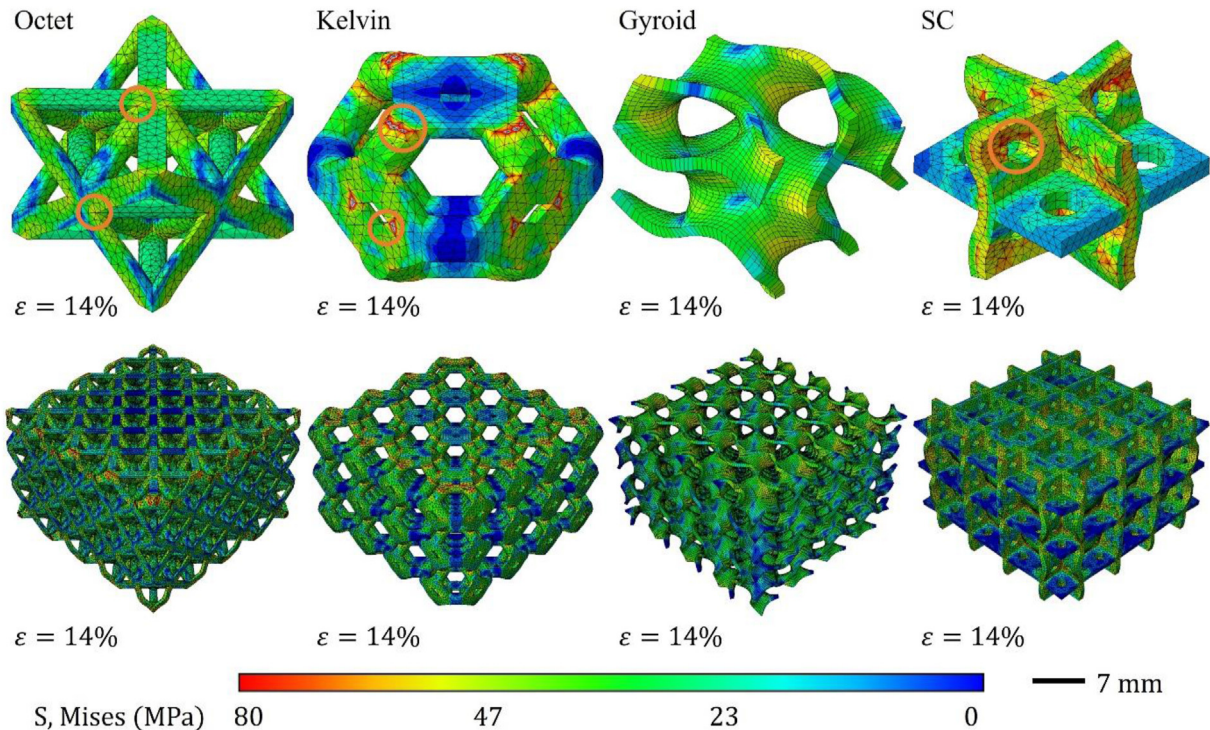 Octet Kelvin Gyroid SC
ε = 14% ε = 14% ε = 14% ε = 14%
ε = 14% ε = 14% ε = 14% ε = 14%
7 mm
S, Mises (MPa) 80 47 23 0